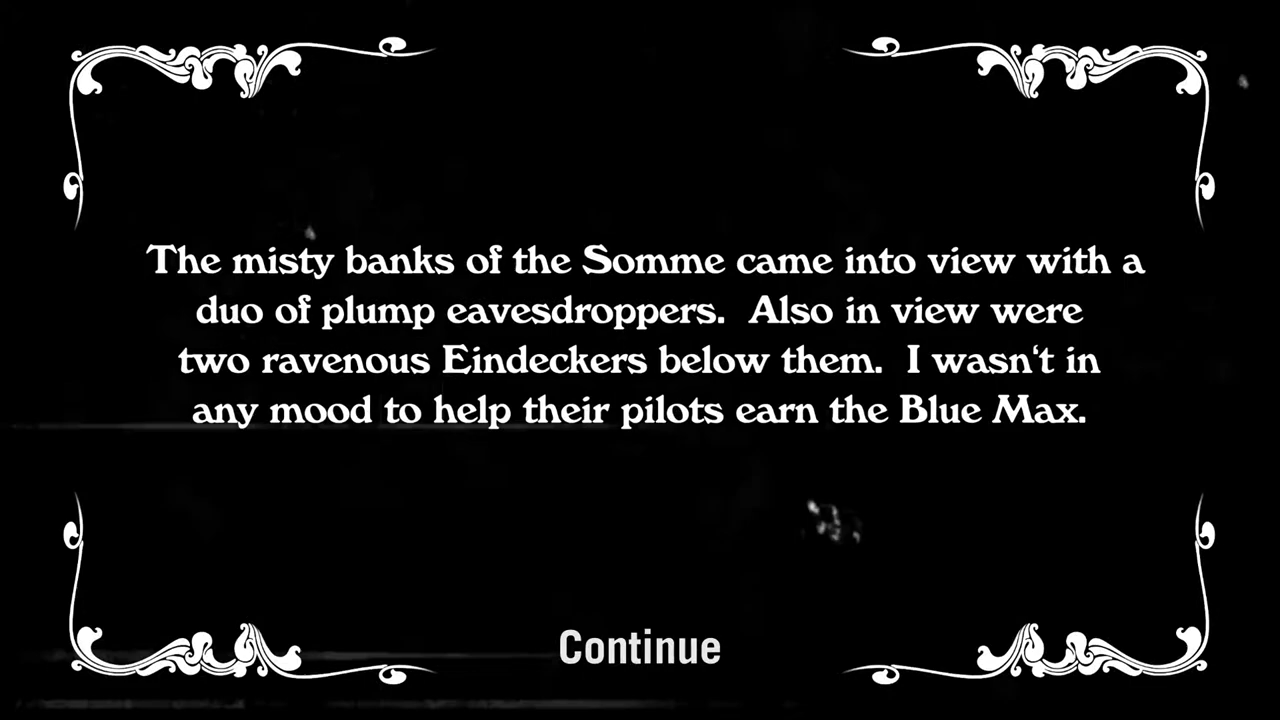 The misty banks of the Somme came into view with a
duo of plump eavesdroppers.  Also in view were
two ravenous Eindeckers below them.  I wasn‘t in
any mood to help their pilots earn the Blue Max.
Continue